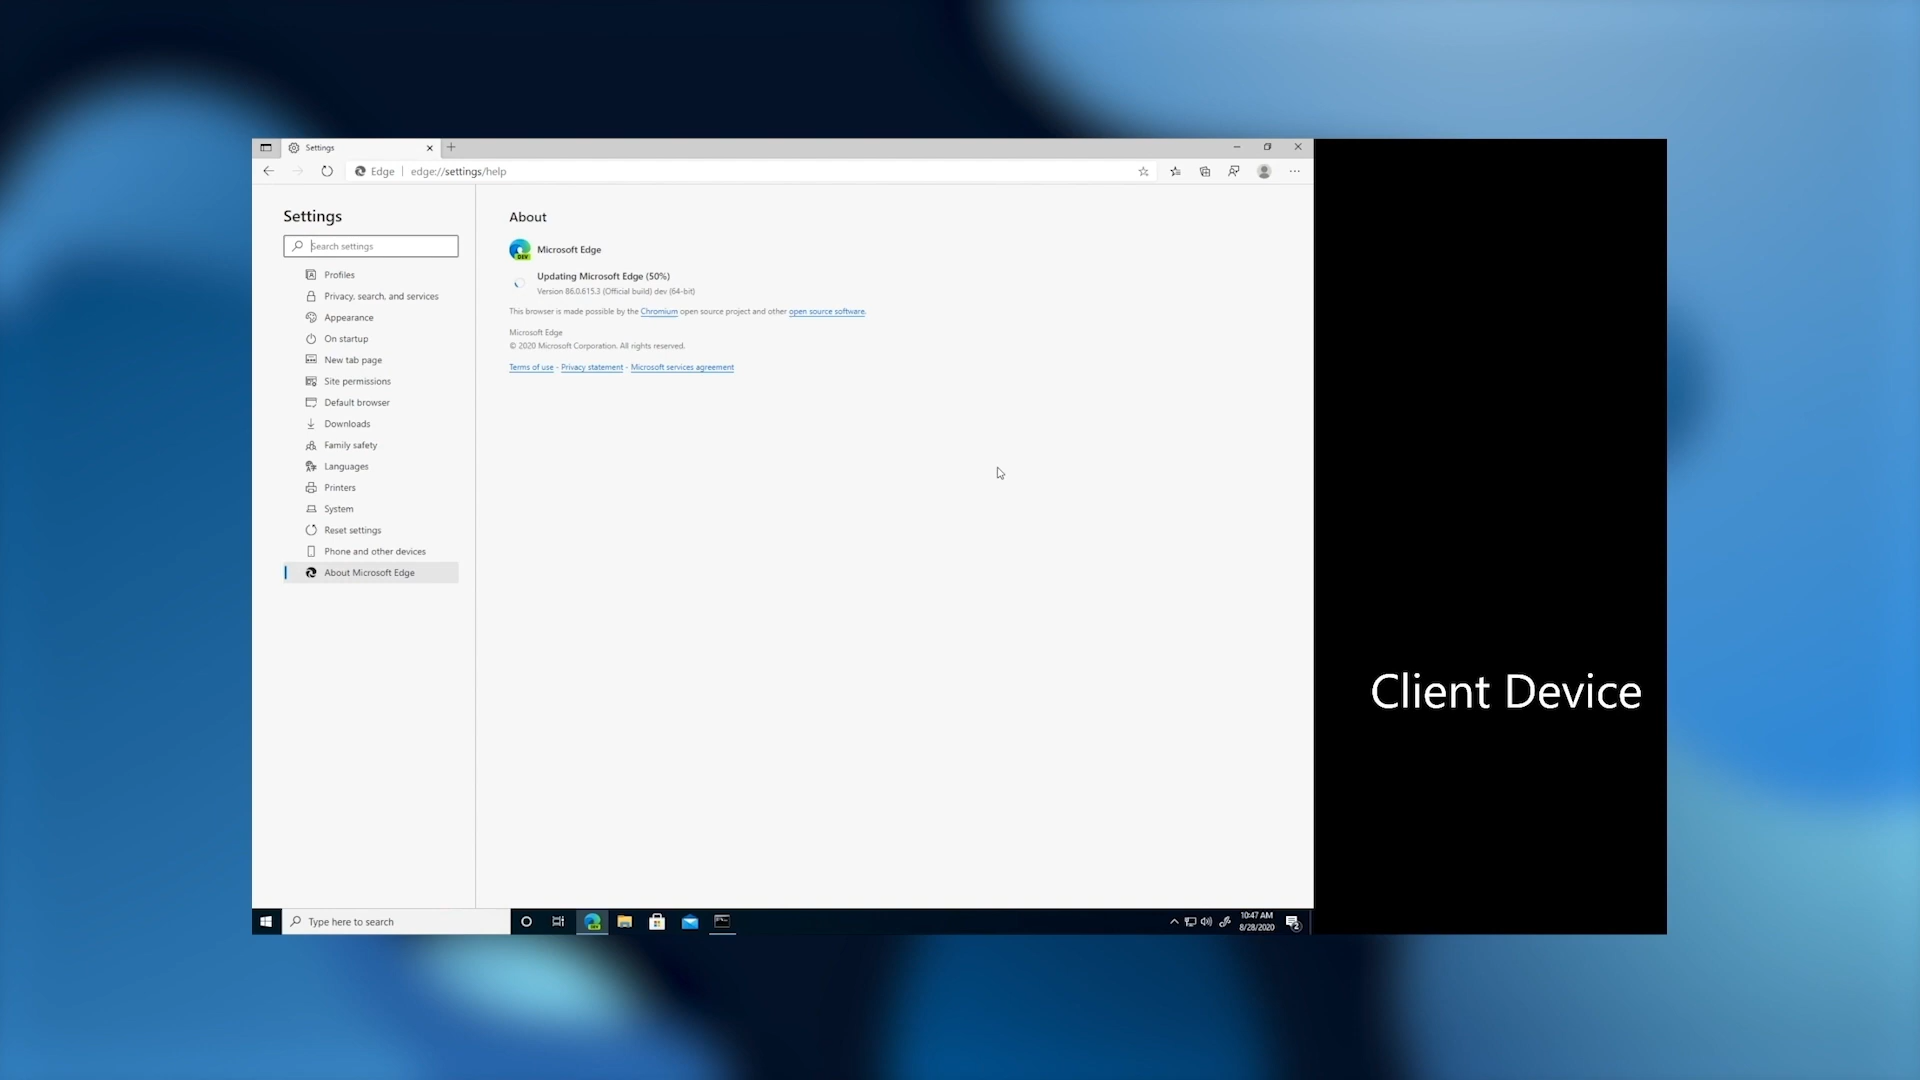 Settings
Edge | edge://settings/help
Settings
Search settings
Profiles
Privacy, search, and services
Appearance
On startup
New tab page
Site permissions
Default browser
Downloads
Family safety
Languages
Printers
System
Reset settings
Phone and other devices
About Microsoft Edge
About
DEV
Microsoft Edge
Updating Microsoft Edge (50%)
Version 86.0.615.3 (Official build) dev (64-bit)
This browser is made possible by the Chromium open source project and other open source software.
Microsoft Edge
© 2020 Microsoft Corporation. All rights reserved.
Terms of use - Privacy statement - Microsoft services agreement
Client Device
Type here to search
DEV
10:47 AM
8/28/2020
2